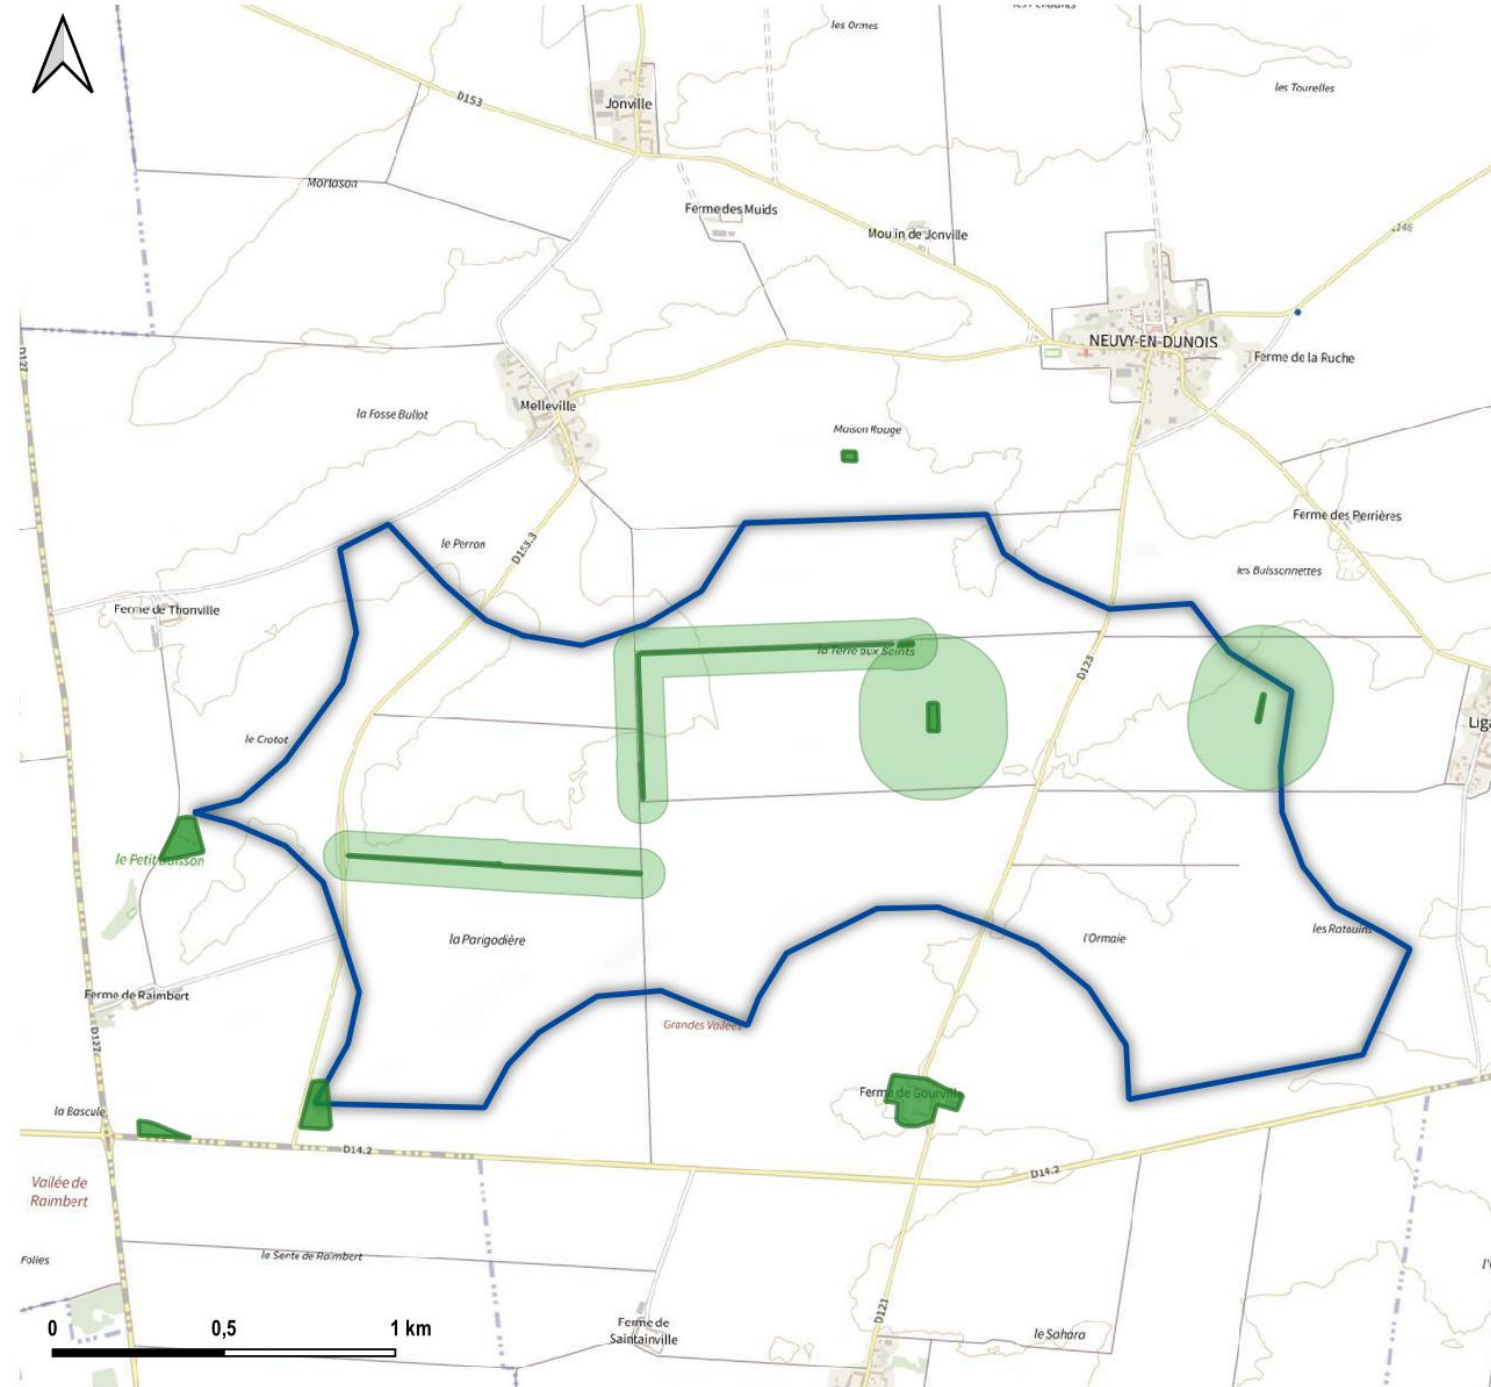 les Ormes
les Tourelles
D153
Jonville
Mortason
Ferme des Muids
Moulin de Jonville
NEUVY-EN-DUNOIS
Ferme de la Ruche
D127
Melleville
la Fosse Bullot
Maison Rouge
Ferme des Perrières
le Perron
D153.3
les Buissonnettes
Ferme de Thonville
la Terre aux Saints
D123
le Crotot
le Petit Buisson
la Parigodière
l'Ormaie
les Ratouins
Ferme de Raimbert
Grandes Vallées
D127
Ferme de Gourville
la Bascule
D14.2
D14.2
Vallée de
Raimbert
Folies
la Sente de Raimbert
D123
Ferme de
Saintainville
le Sahara
0 0,5 1 km